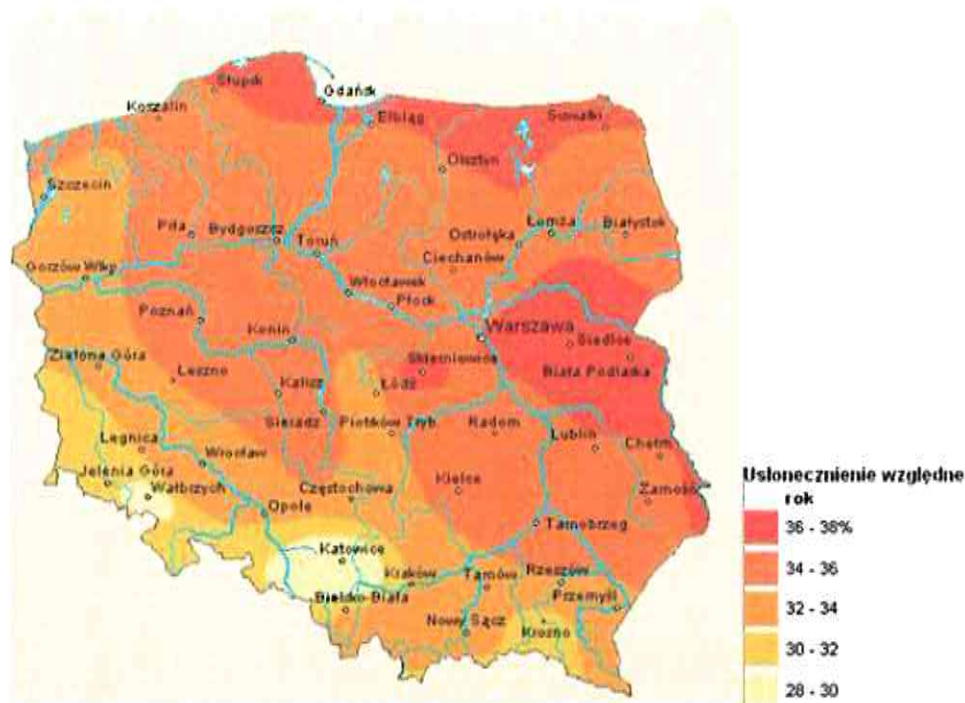 Słupsk
Gdańsk
Koszalin
Elbląg
Suwałki
Olsztyn
Szczecin
Piła
Bydgoszcz
Toruń
Ostrołęka
Łomża
Białystok
Ciechanów
Gorzów Wlkp
Włocławek
Płock
Poznań
Konin
Warszawa
Siedlce
Zielona Góra
Skierniewice
Biała Podlaska
Leszno
Kalisz
Łódź
Sieradz
Piotrków Tryb.
Radom
Lublin
Chełm
Legnica
Wrocław
Jelenia Góra
Wałbrzych
Częstochowa
Kielce
Zamość
Opole
Tarnobrzeg
Katowice
Kraków
Tarnów
Rzeszów
Bielsko-Biała
Przemyśl
Nowy Sącz
Krosno
Usłonecznienie względne
rok
36 - 38%
34 - 36
32 - 34
30 - 32
28 - 30